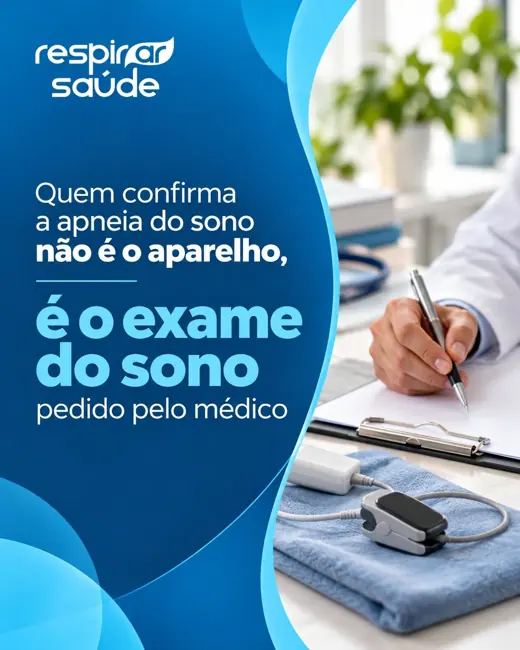 respirar
saúde
Quem confirma
a apneia do sono
não é o aparelho,
é o exame
do sono
pedido pelo médico